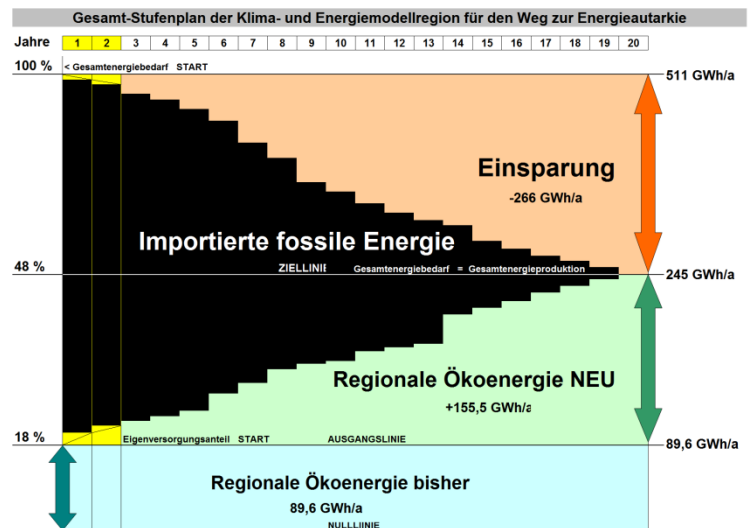 Gesamt-Stufenplan der Klima- und Energiemodellregion für den Weg zur Energieautarkie
Jahre 1 2 3 4 5 6 7 8 9 10 11 12 13 14 15 16 17 18 19 20
100 % < Gesamtenergiebedarf START 511 GWh/a
Einsparung
-266 GWh/a
Importierte fossile Energie
ZIELLINIE Gesamtenergiebedarf = Gesamtenergieproduktion
48 % 245 GWh/a
Regionale Ökoenergie NEU
+155,5 GWh/a
18 % Eigenversorgungsanteil START AUSGANGSLINIE 89,6 GWh/a
Regionale Ökoenergie bisher
89,6 GWh/a
NULLLINIE